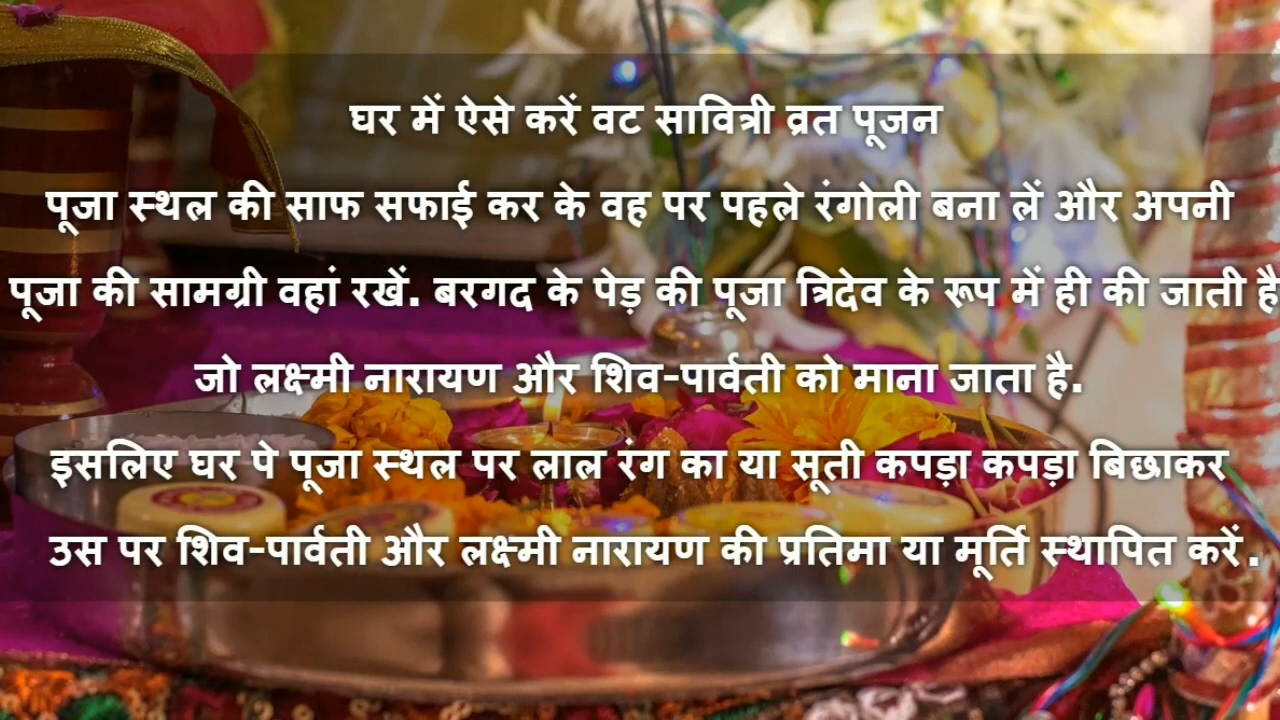 घर में ऐसे करें वट सावित्री व्रत पूजन
पूजा स्थल की साफ सफाई कर के वह पर पहले रंगोली बना लें और अपनी
पूजा की सामग्री वहां रखें. बरगद के पेड़ की पूजा त्रिदेव के रूप में ही की जाती है
जो लक्ष्मी नारायण और शिव-पार्वती को माना जाता है.
इसलिए घर पे पूजा स्थल पर लाल रंग का या सूती कपड़ा कपड़ा बिछाकर
उस पर शिव-पार्वती और लक्ष्मी नारायण की प्रतिमा या मूर्ति स्थापित करें.